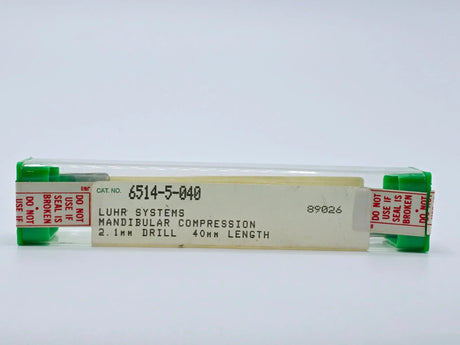 CAT. NO. 6514-5-040
LUHR SYSTEMS 89026
MANDIBULAR COMPRESSION
2.1mm DRILL 40mm LENGTH
"DO NOT
USE IF
SEAL IS
BROKEN
"DO NOT
USE IF
SEAL IS
BROKEN